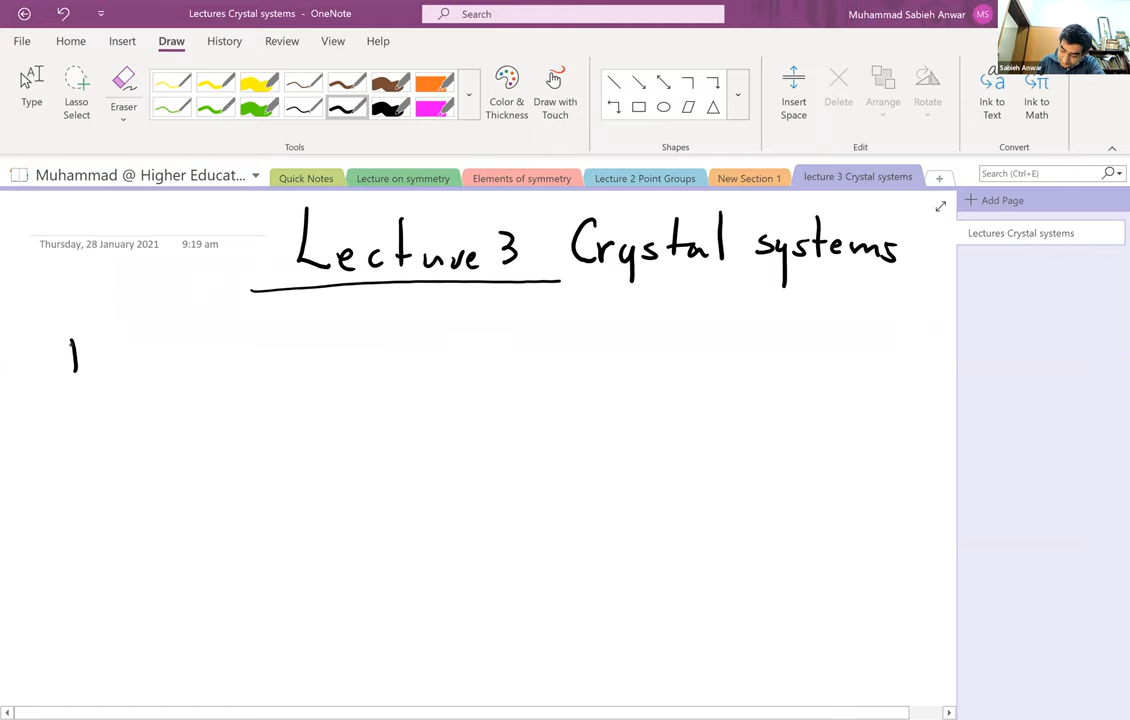 Lectures Crystal systems - OneNote
Search
Muhammad Sabieh Anwar
MS
File
Home
Insert
Draw
History
Review
View
Help
Sabieh Anwar
Type
Lasso Select
Eraser
Color & Thickness
Draw with Touch
Insert Space
Delete
Arrange
Rotate
Ink to Text
Ink to Math
Tools
Shapes
Edit
Convert
Muhammad @ Higher Educat...
Quick Notes
Lecture on symmetry
Elements of symmetry
Lecture 2 Point Groups
New Section 1
lecture 3 Crystal systems
Search (Ctrl+E)
Add Page
Lectures Crystal systems
Thursday, 28 January 2021 9:19 am
Lecture 3 Crystal systems